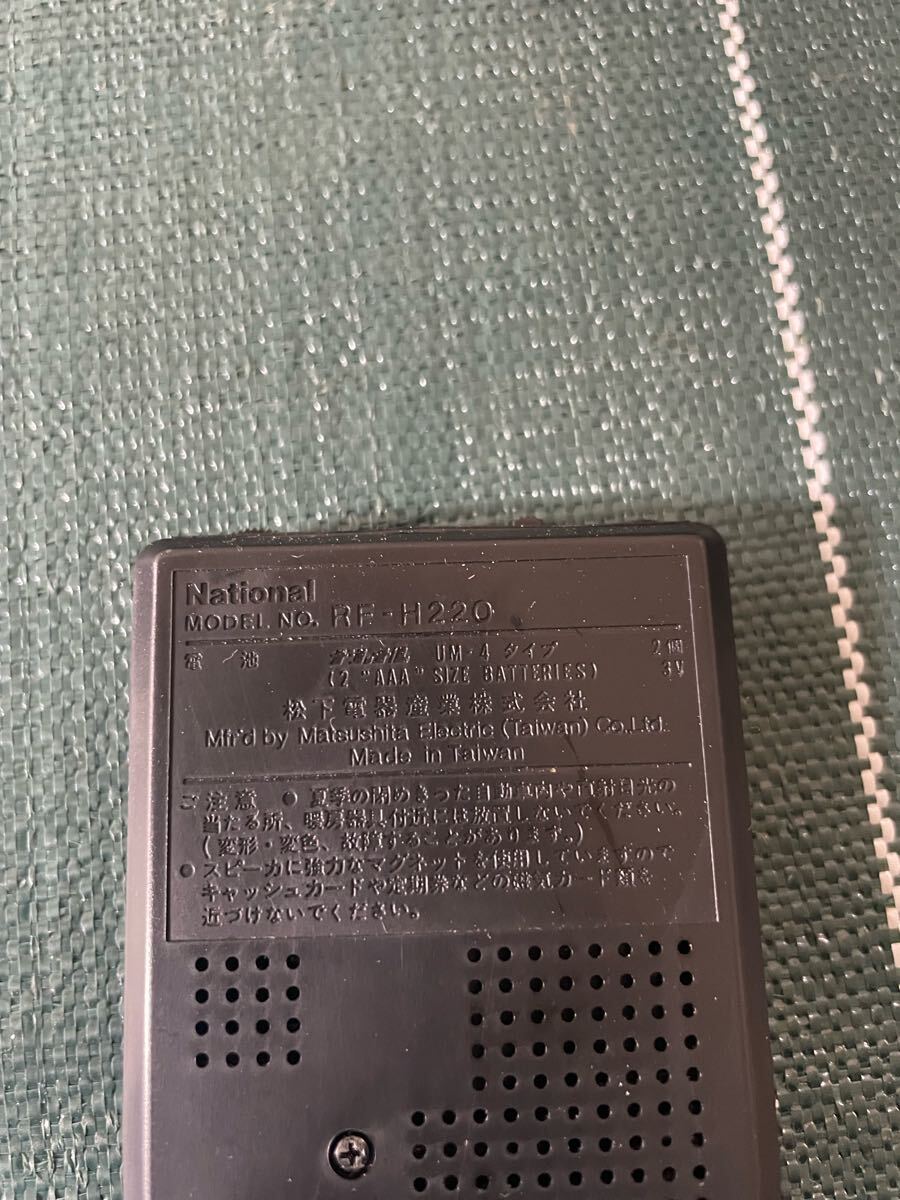 National
MODEL NO. RF-H220
電 池 UM-4 タイプ 2個
(2 "AAA" SIZE BATTERIES) 3V
松下電器産業株式会社
Mfr'd by Matsushita Electric (Taiwan) Co., Ltd.
Made in Taiwan
ご注意 ● 夏季の閉めきった自動車内や直射日光の
当たる所、暖房器具付近には放置しないでください。
(変形・変色、故障することがあります。)
● スピーカに強力なマグネットを使用していますので
キャッシュカードや定期券などの磁気カード類を
近づけないでください。